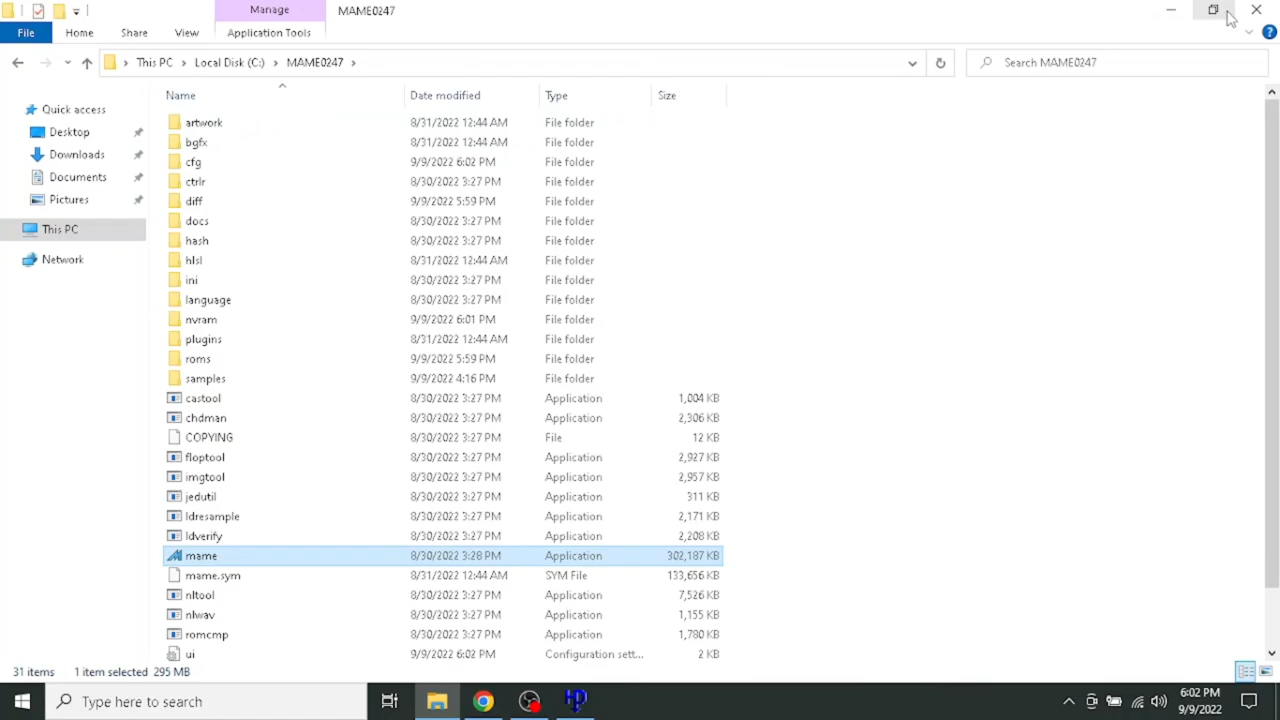 Manage MAME0247
File Home Share View Application Tools
This PC Local Disk (C:) MAME0247 Search MAME0247
Name Date modified Type Size
Quick access
Desktop
Downloads
Documents
Pictures
This PC
Network
artwork 8/31/2022 12:44 AM File folder
bgfx 8/31/2022 12:44 AM File folder
cfg 9/9/2022 6:02 PM File folder
ctrlr 8/30/2022 3:27 PM File folder
diff 9/9/2022 5:59 PM File folder
docs 8/30/2022 3:27 PM File folder
hash 8/30/2022 3:27 PM File folder
hlsl 8/31/2022 12:44 AM File folder
ini 8/30/2022 3:27 PM File folder
language 8/30/2022 3:27 PM File folder
nvram 9/9/2022 6:01 PM File folder
plugins 8/31/2022 12:44 AM File folder
roms 9/9/2022 5:59 PM File folder
samples 9/9/2022 4:16 PM File folder
castool 8/30/2022 3:27 PM Application 1,004 KB
chdman 8/30/2022 3:27 PM Application 2,306 KB
COPYING 8/30/2022 3:27 PM File 12 KB
floptool 8/30/2022 3:27 PM Application 2,927 KB
imgtool 8/30/2022 3:27 PM Application 2,957 KB
jedutil 8/30/2022 3:27 PM Application 311 KB
ldresample 8/30/2022 3:27 PM Application 2,171 KB
ldverify 8/30/2022 3:27 PM Application 2,208 KB
mame 8/30/2022 3:28 PM Application 302,187 KB
mame.sym 8/31/2022 12:44 AM SYM File 133,656 KB
nltool 8/30/2022 3:27 PM Application 7,526 KB
nlwav 8/30/2022 3:27 PM Application 1,155 KB
romcmp 8/30/2022 3:27 PM Application 1,780 KB
ui 9/9/2022 6:02 PM Configuration sett... 2 KB
31 items 1 item selected 295 MB
Type here to search
6:02 PM
9/9/2022